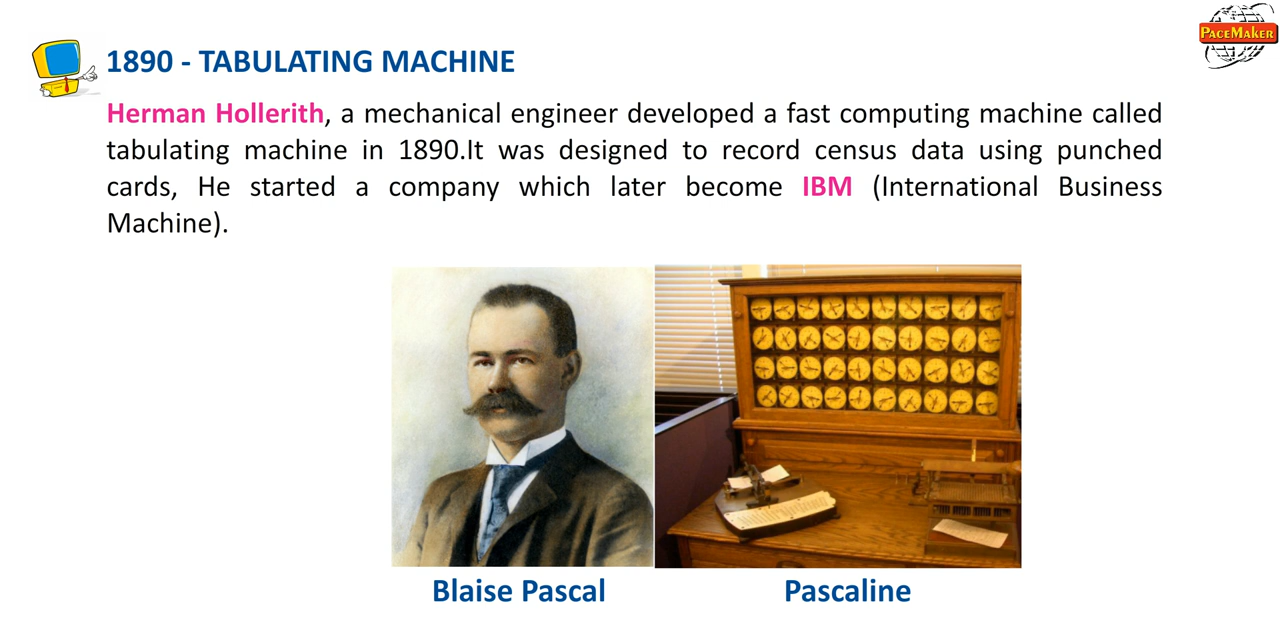 PACEMAKER
1890 - TABULATING MACHINE
Herman Hollerith, a mechanical engineer developed a fast computing machine called
tabulating machine in 1890.It was designed to record census data using punched
cards, He started a company which later become IBM (International Business
Machine).
Blaise Pascal
Pascaline